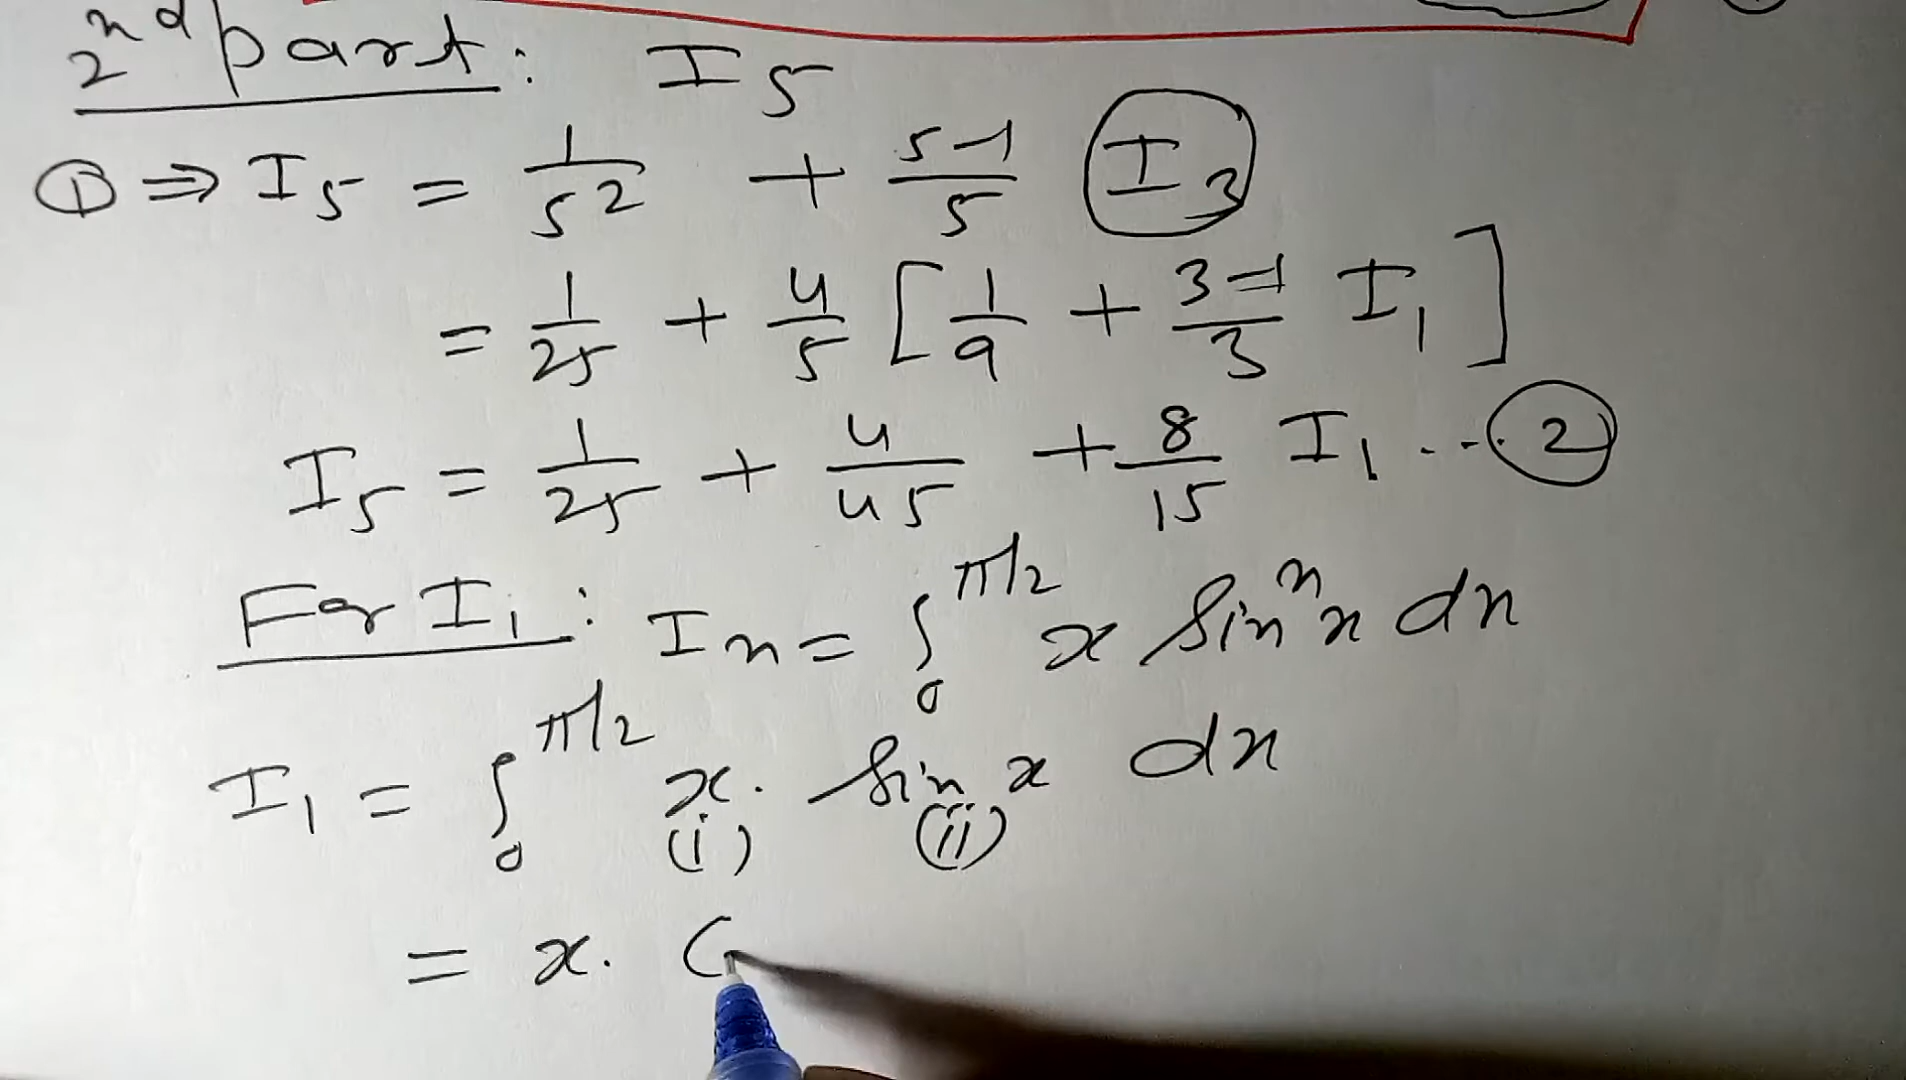 2nd part: I5
① ⇒ I5 = 1/5² + 5-1/5 I3
= 1/25 + 4/5 [1/9 + 3-1/3 I1]
I5 = 1/25 + 4/45 + 8/15 I1 ... ②
For I1: In = ∫₀^π/2 x sinⁿx dx
I1 = ∫₀^π/2 x. sin x dx
(i) (ii)
= x. (